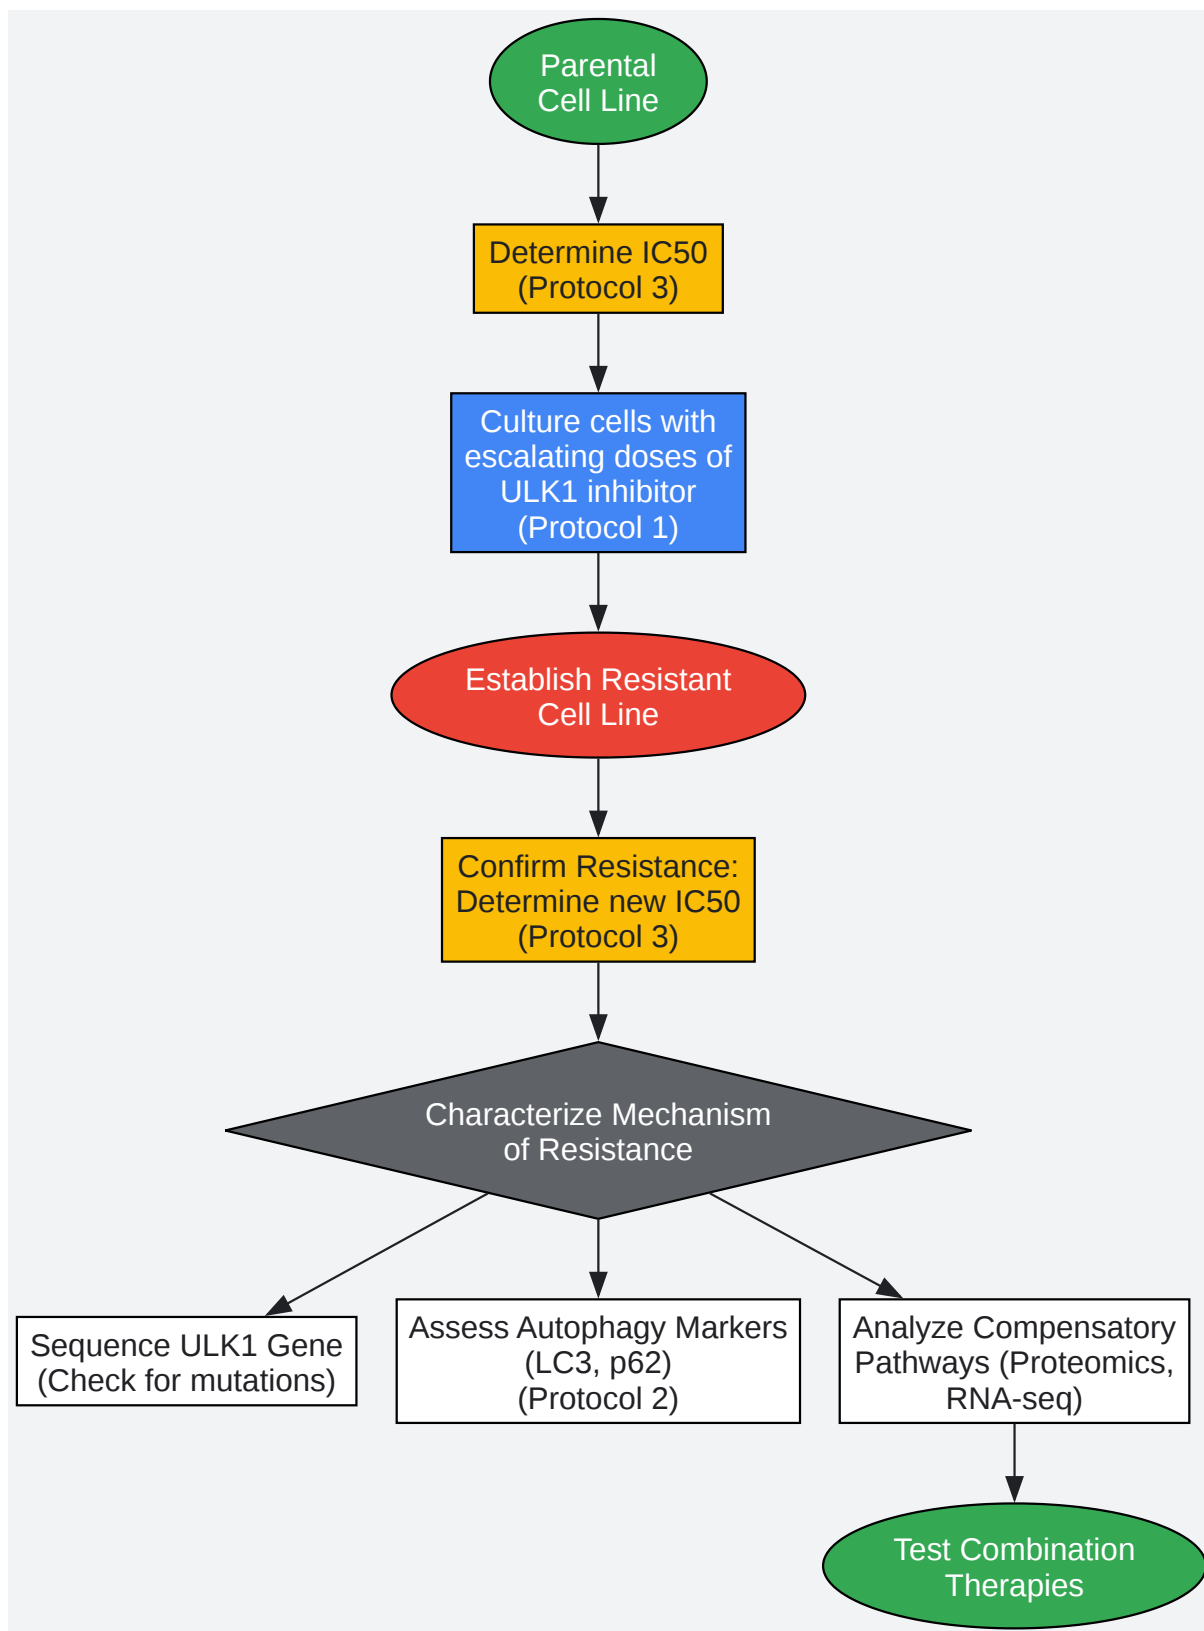 Parental
Cell Line
Determine IC50
(Protocol 3)
Culture cells with
escalating doses of
ULK1 inhibitor
(Protocol 1)
Establish Resistant
Cell Line
Confirm Resistance:
Determine new IC50
(Protocol 3)
Characterize Mechanism
of Resistance
Sequence ULK1 Gene
(Check for mutations)
Assess Autophagy Markers
(LC3, p62)
(Protocol 2)
Analyze Compensatory
Pathways (Proteomics,
RNA-seq)
Test Combination
Therapies